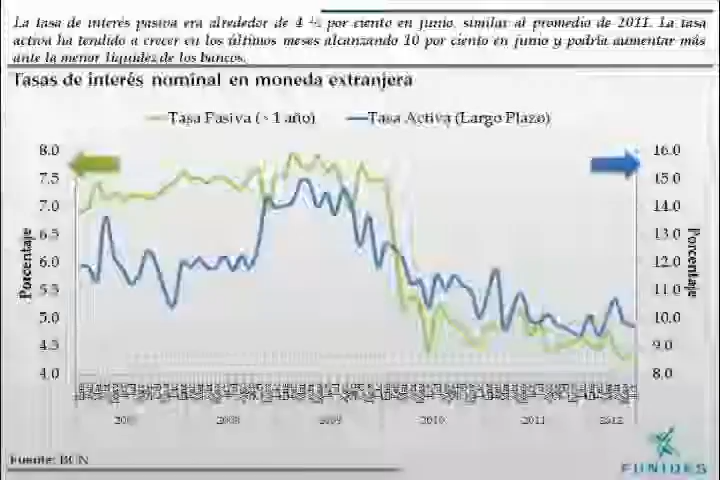 La tasa de interés pasiva era alrededor de 4 ½ por ciento en junio, similar al promedio de 2011. La tasa
activa ha tendido a crecer en los últimos meses alcanzando 10 por ciento en junio y podría aumentar más
ante la menor liquidez de los bancos.
Tasas de interés nominal en moneda extranjera
Tasa Pasiva (>1 año) Tasa Activa (Largo Plazo)
8.0 16.0
7.5 15.0
7.0 14.0
6.5 13.0
6.0 12.0
5.5 11.0
5.0 10.0
4.5 9.0
4.0 8.0
Porcentaje
Porcentaje
2008 2009 2010 2011 2012
Fuente: BCN
FUNIDES